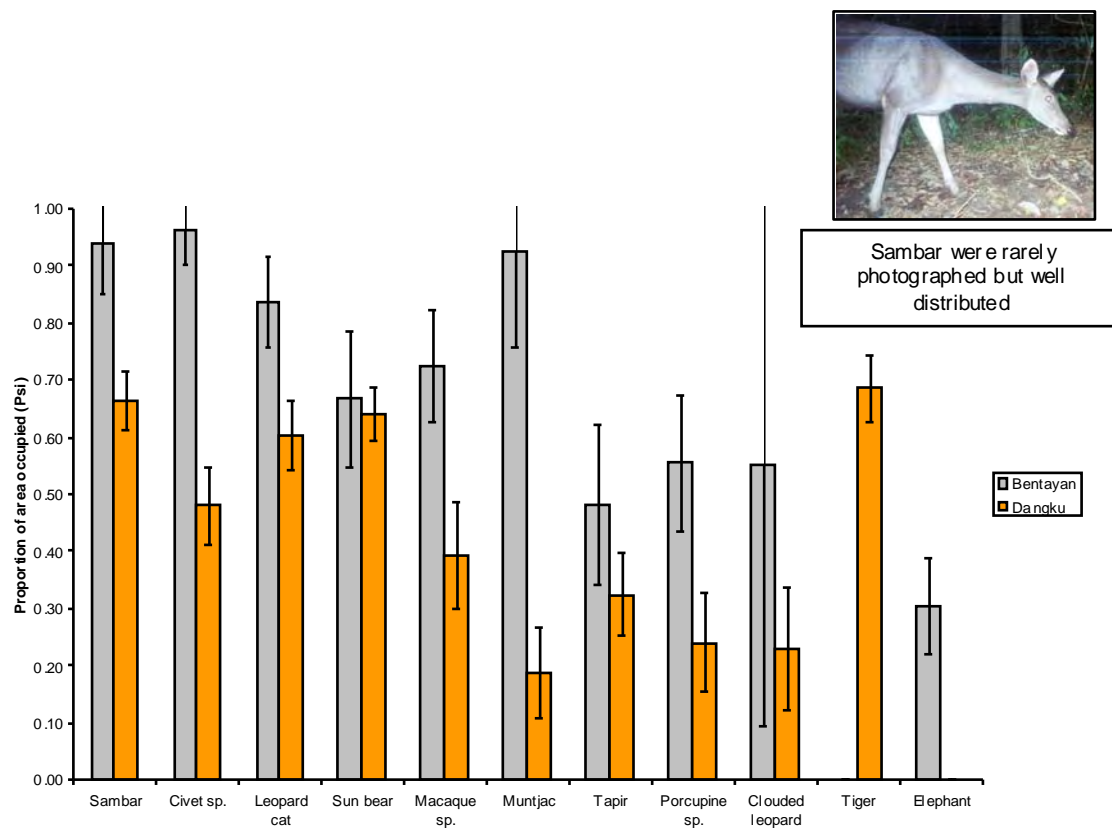 Sambar were rarely
photographed but well
distributed
Proportion of area occupied (Psi)
1.00
0.90
0.80
0.70
0.60
0.50
0.40
0.30
0.20
0.10
0.00
Sambar
Civet sp.
Leopard
cat
Sun bear
Macaque
sp.
Muntjac
Tapir
Porcupine
sp.
Clouded
leopard
Tiger
Elephant
Bentayan
Dangku